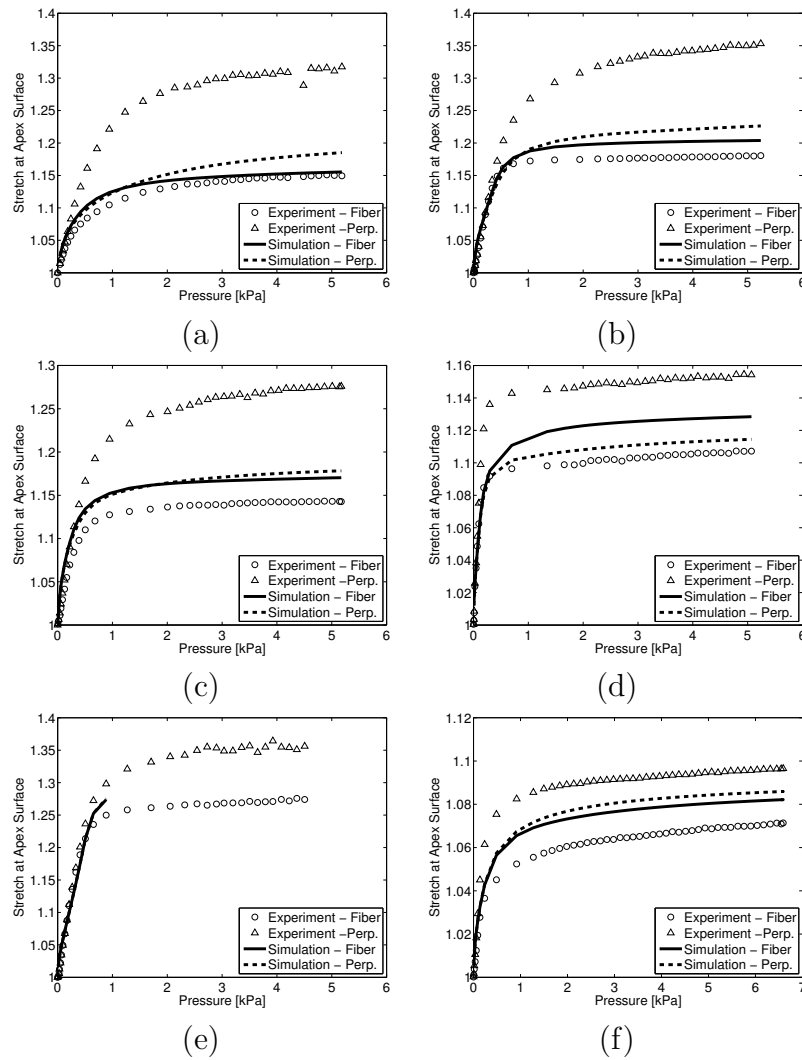 1.4
1.35
1.3
1.25
1.2
1.15
1.1
1.05
1
Stretch at Apex Surface
0 1 2 3 4 5 6
Pressure [kPa]
Experiment – Fiber
Experiment –Perp.
Simulation – Fiber
Simulation – Perp.
(a)
1.4
1.35
1.3
1.25
1.2
1.15
1.1
1.05
1
Stretch at Apex Surface
0 1 2 3 4 5 6
Pressure [kPa]
Experiment – Fiber
Experiment –Perp.
Simulation – Fiber
Simulation – Perp.
(b)
1.3
1.25
1.2
1.15
1.1
1.05
1
Stretch at Apex Surface
0 1 2 3 4 5 6
Pressure [kPa]
Experiment – Fiber
Experiment –Perp.
Simulation – Fiber
Simulation – Perp.
(c)
1.16
1.14
1.12
1.1
1.08
1.06
1.04
1.02
1
Stretch at Apex Surface
0 1 2 3 4 5 6
Pressure [kPa]
Experiment – Fiber
Experiment –Perp.
Simulation – Fiber
Simulation – Perp.
(d)
1.4
1.35
1.3
1.25
1.2
1.15
1.1
1.05
1
Stretch at Apex Surface
0 1 2 3 4 5 6
Pressure [kPa]
Experiment – Fiber
Experiment –Perp.
Simulation – Fiber
Simulation – Perp.
(e)
1.12
1.1
1.08
1.06
1.04
1.02
1
Stretch at Apex Surface
0 1 2 3 4 5 6 7
Pressure [kPa]
Experiment – Fiber
Experiment –Perp.
Simulation – Fiber
Simulation – Perp.
(f)